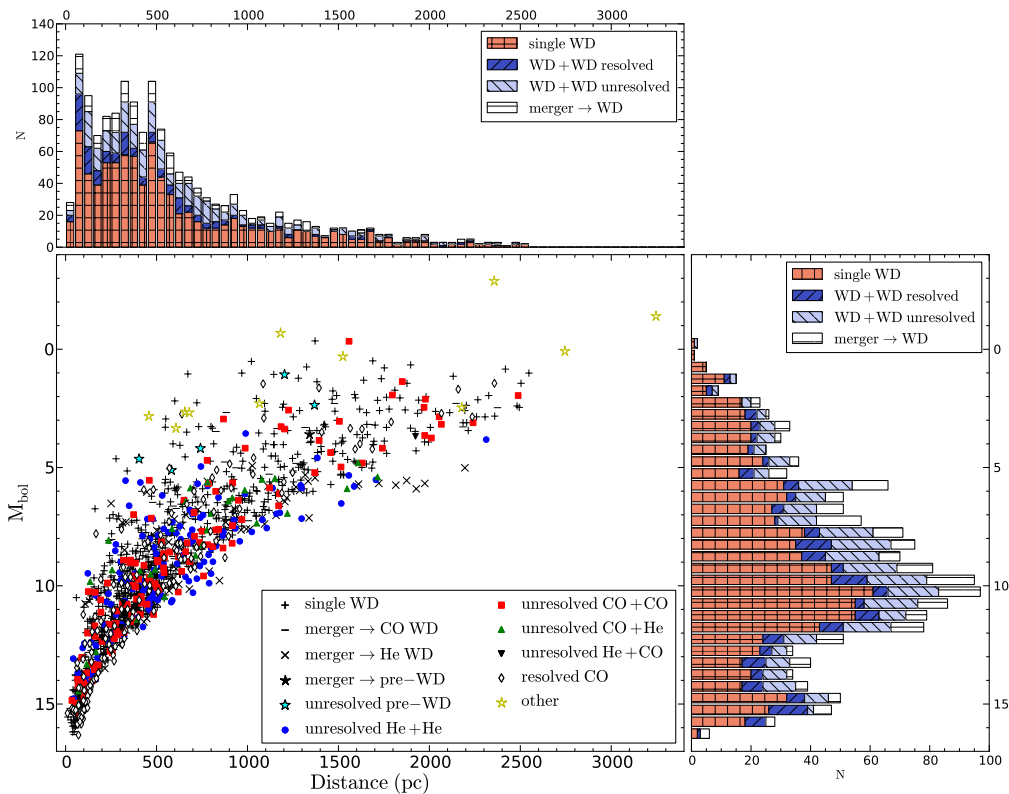 0 500 1000 1500 2000 2500 3000
140
120
100
80
60
40
20
0
N
single WD
WD+WD resolved
WD+WD unresolved
merger → WD
single WD
WD+WD resolved
WD+WD unresolved
merger → WD
0
5
10
15
M_bol
0
5
10
15
single WD
merger → CO WD
merger → He WD
merger → pre−WD
unresolved pre−WD
unresolved He+He
unresolved CO+CO
unresolved CO+He
unresolved He+CO
resolved CO
other
0 500 1000 1500 2000 2500 3000
Distance (pc)
0 20 40 60 80 100
N